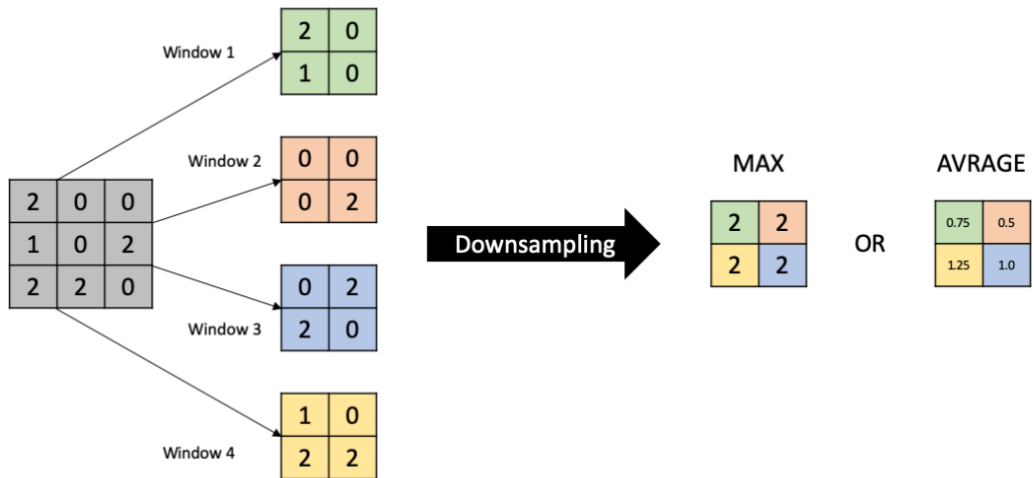 Window 1
2 0
1 0
Window 2
0 0
0 2
2 0 0
1 0 2
2 2 0
Window 3
0 2
2 0
Window 4
1 0
2 2
Downsampling
MAX
2 2
2 2
OR
AVRAGE
0.75 0.5
1.25 1.0